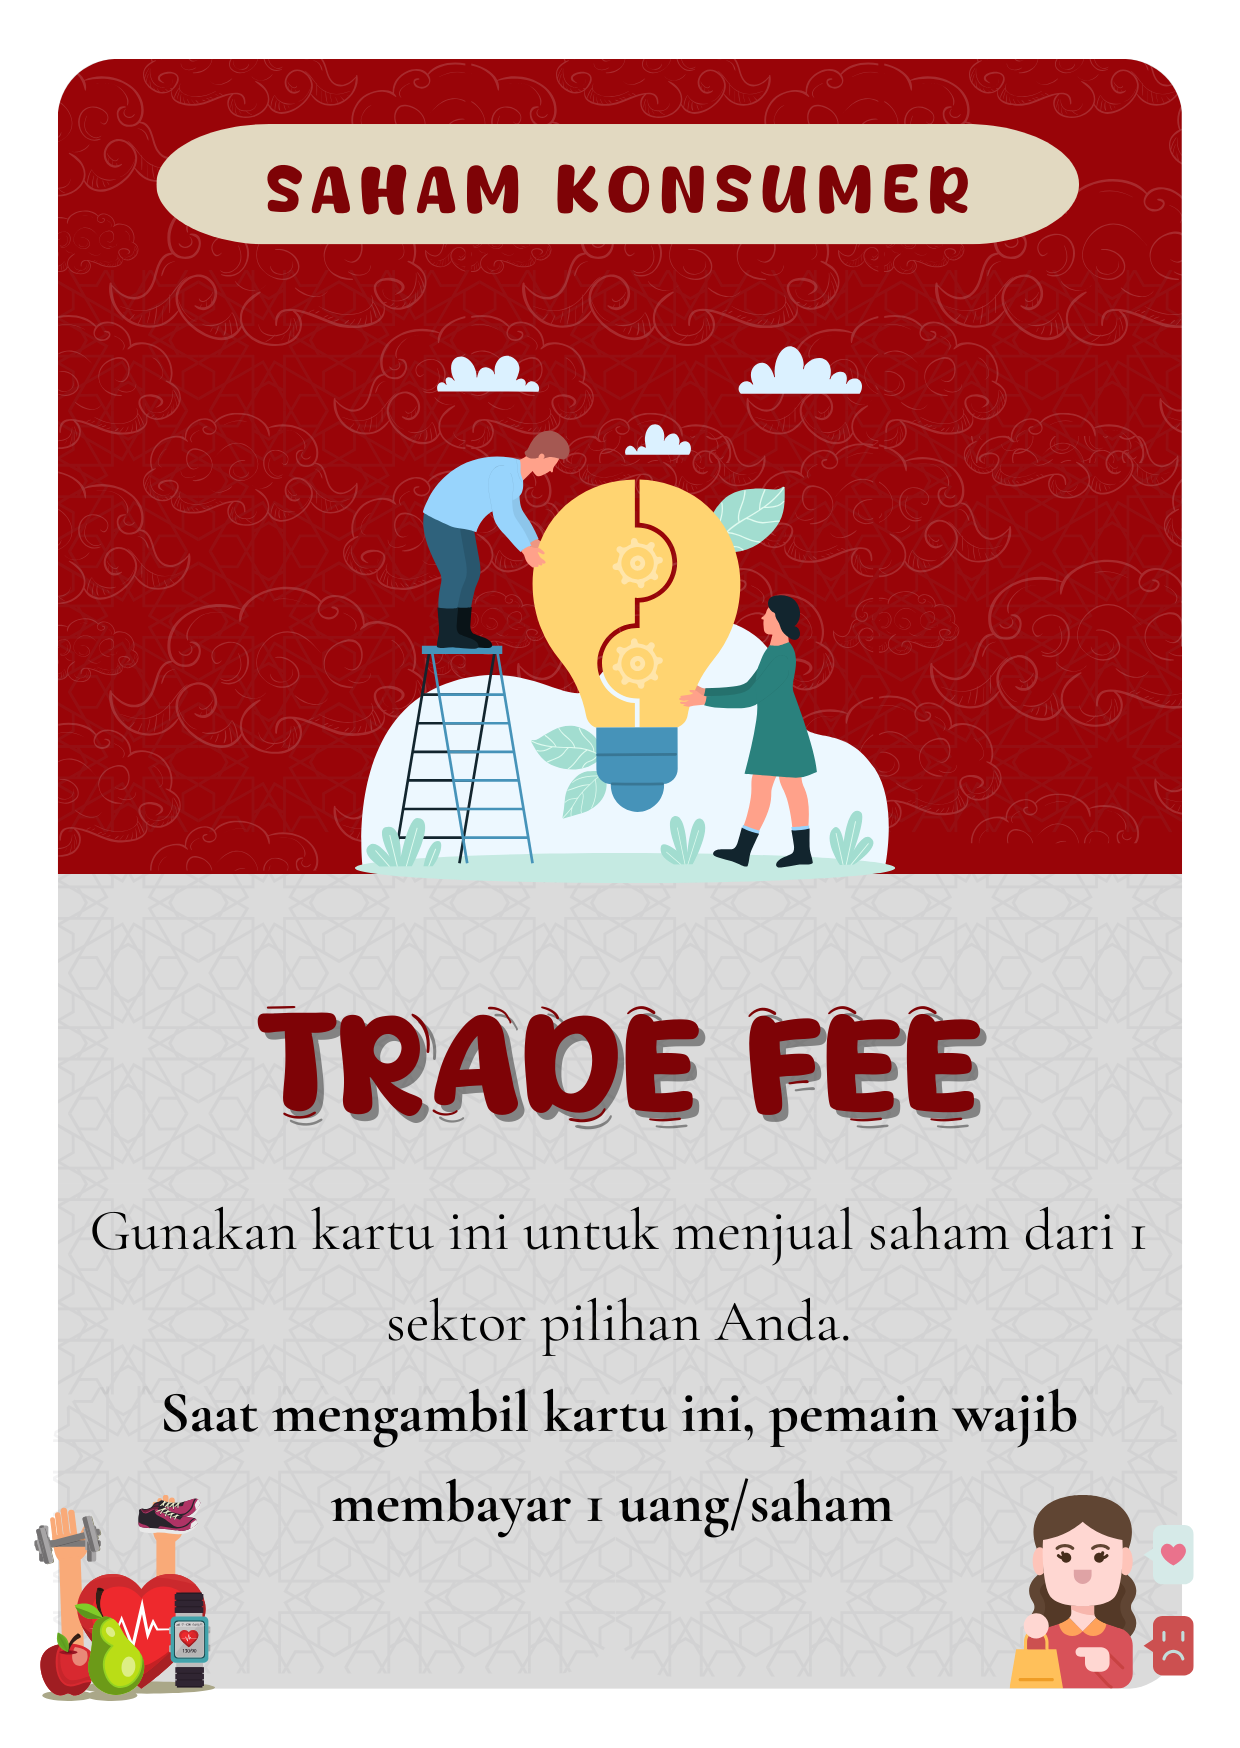 SAHAM KONSUMER
TRADE FEE
Gunakan kartu ini untuk menjual saham dari 1
sektor pilihan Anda.
Saat mengambil kartu ini, pemain wajib
membayar 1 uang/saham